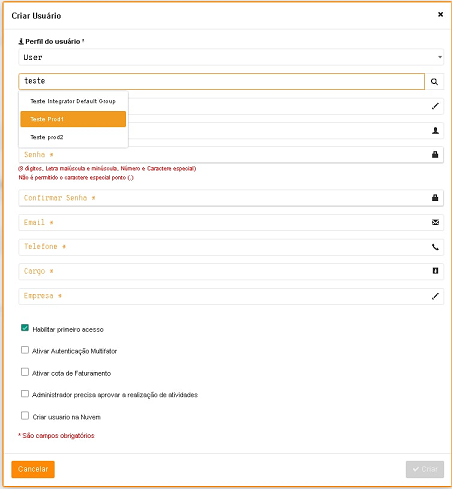 Criar Usuário
Perfil do usuário *
User
teste
Teste Integrator Default Group
Teste Prod1
Teste prod2
Senha *
(8 dígitos, Letra maiúscula e minúscula, Número e Caractere especial)
Não é permitido o caractere especial ponto (.)
Confirmar Senha *
Email *
Telefone *
Cargo *
Empresa *
Habilitar primeiro acesso
Ativar Autenticação Multifator
Ativar cota de Faturamento
Administrador precisa aprovar a realização de atividades
Criar usuario na Nuvem
* São campos obrigatórios
Cancelar
Criar